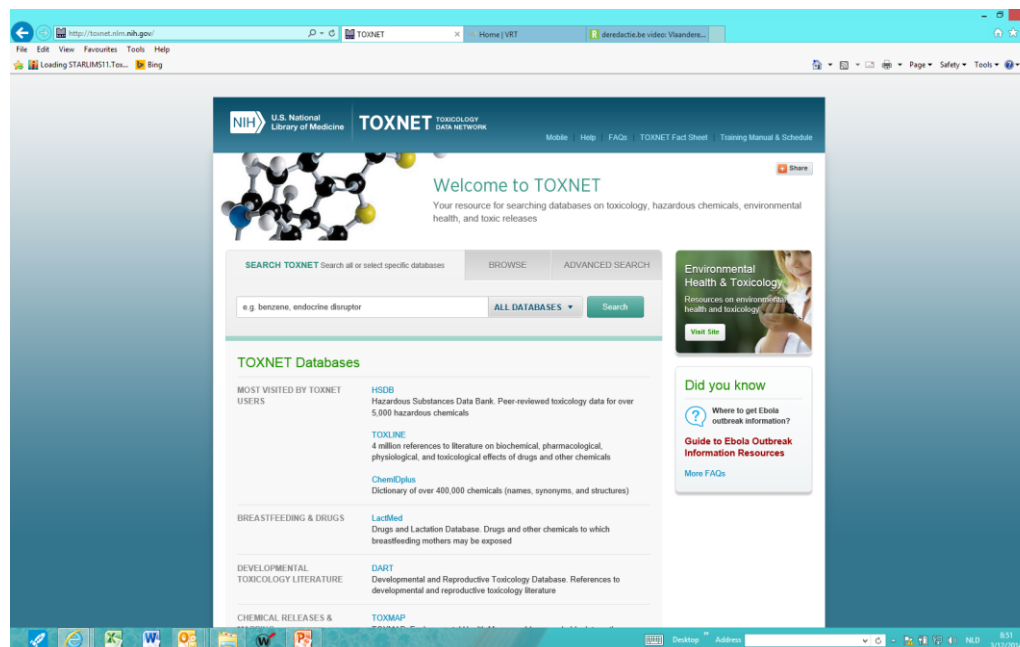 http://toxnet.nlm.nih.gov/
TOXNET
Home | VRT
deredactie.be video: Vlaandere...
File Edit View Favourites Tools Help
Loading STARLIMS11.Tox... Bing
Page Safety Tools
NIH U.S. National Library of Medicine
TOXNET TOXICOLOGY DATA NETWORK
Mobile Help FAQs TOXNET Fact Sheet Training Manual & Schedule
Share
Welcome to TOXNET
Your resource for searching databases on toxicology, hazardous chemicals, environmental
health, and toxic releases
SEARCH TOXNET Search all or select specific databases
BROWSE
ADVANCED SEARCH
e.g. benzene, endocrine disruptor
ALL DATABASES
Search
Environmental
Health & Toxicology
Resources on environmental
health and toxicology
Visit Site
TOXNET Databases
MOST VISITED BY TOXNET
USERS
HSDB
Hazardous Substances Data Bank. Peer-reviewed toxicology data for over
5,000 hazardous chemicals
TOXLINE
4 million references to literature on biochemical, pharmacological,
physiological, and toxicological effects of drugs and other chemicals
ChemIDplus
Dictionary of over 400,000 chemicals (names, synonyms, and structures)
BREASTFEEDING & DRUGS
LactMed
Drugs and Lactation Database. Drugs and other chemicals to which
breastfeeding mothers may be exposed
DEVELOPMENTAL
TOXICOLOGY LITERATURE
DART
Developmental and Reproductive Toxicology Database. References to
developmental and reproductive toxicology literature
CHEMICAL RELEASES &
TOXMAP
Did you know
Where to get Ebola
outbreak information?
Guide to Ebola Outbreak
Information Resources
More FAQs
Desktop Address
NLD
8:51